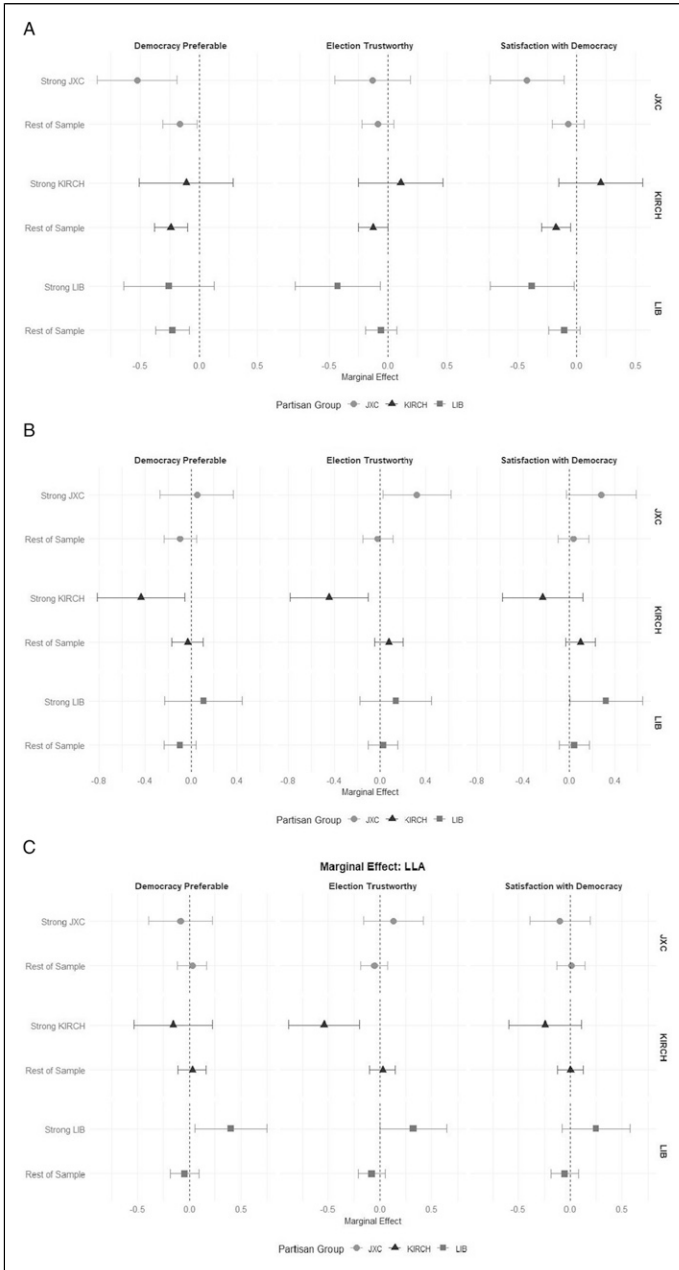 A
Democracy Preferable Election Trustworthy Satisfaction with Democracy
Strong JXC
JXC
Rest of Sample
Strong KIRCH
KIRCH
Rest of Sample
Strong LIB
LIB
Rest of Sample
-0.5 0.0 0.5 -0.5 0.0 0.5 -0.5 0.0 0.5
Marginal Effect
Partisan Group JXC KIRCH LIB
B
Democracy Preferable Election Trustworthy Satisfaction with Democracy
Strong JXC
JXC
Rest of Sample
Strong KIRCH
KIRCH
Rest of Sample
Strong LIB
LIB
Rest of Sample
-0.8 -0.4 0.0 0.4 -0.8 -0.4 0.0 0.4 -0.8 -0.4 0.0 0.4
Marginal Effect
Partisan Group JXC KIRCH LIB
C
Marginal Effect: LLA
Democracy Preferable Election Trustworthy Satisfaction with Democracy
Strong JXC
JXC
Rest of Sample
Strong KIRCH
KIRCH
Rest of Sample
Strong LIB
LIB
Rest of Sample
-0.5 0.0 0.5 -0.5 0.0 0.5 -0.5 0.0 0.5
Marginal Effect
Partisan Group JXC KIRCH LIB